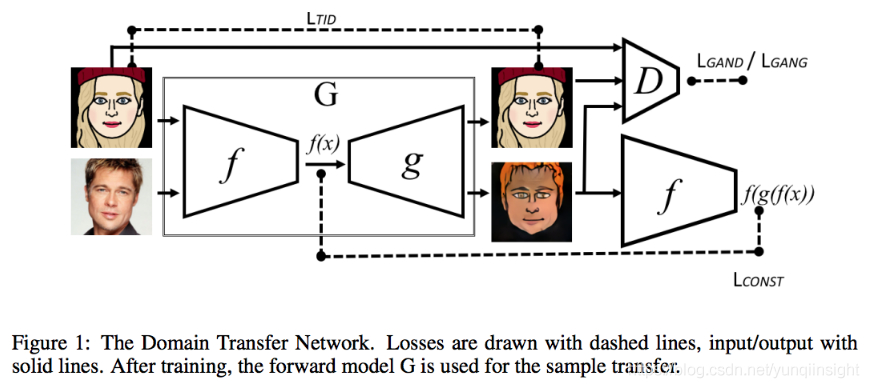 LTID
LGAND / LGANG
G
D
f
f(x)
g
f
f(g(f(x))
LCONST
Figure 1: The Domain Transfer Network. Losses are drawn with dashed lines, input/output with
solid lines. After training, the forward model G is used for the sample transfer.
https://blog.csdn.net/yunqiinsight